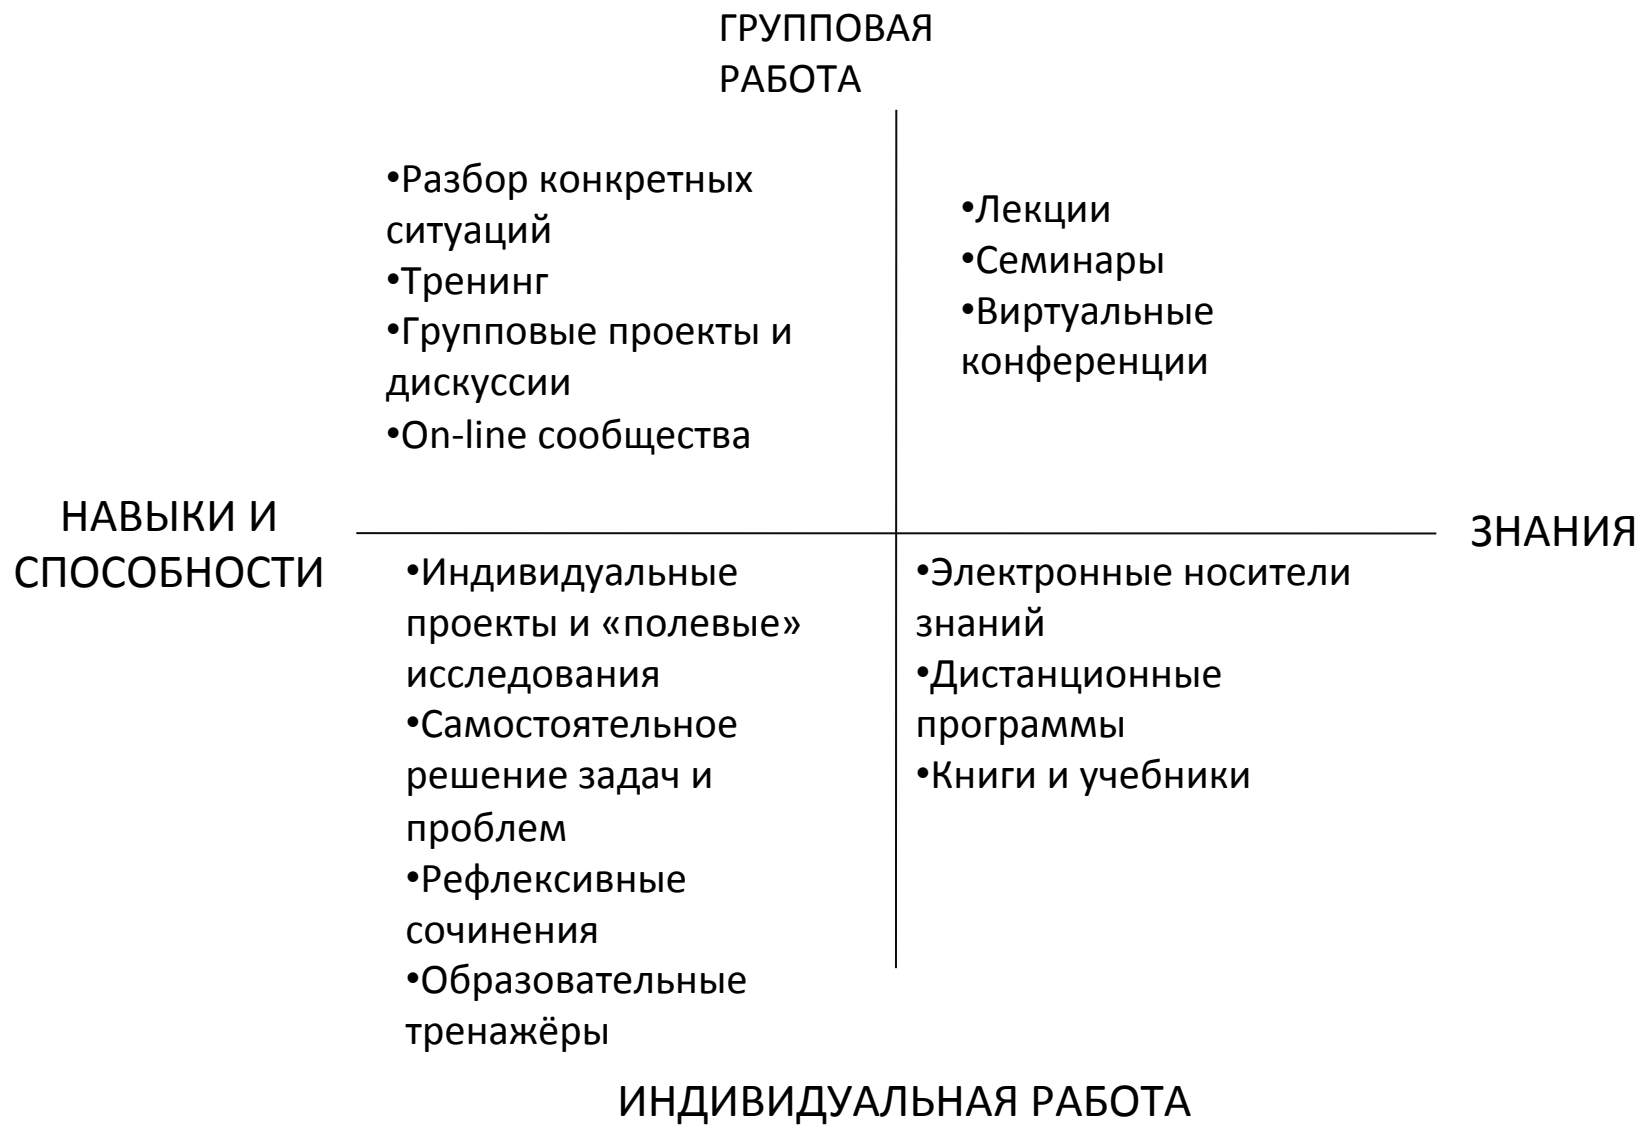 ГРУППОВАЯ
РАБОТА
•Разбор конкретных
ситуаций
•Тренинг
•Групповые проекты и
дискуссии
•On-line сообщества
•Лекции
•Семинары
•Виртуальные
конференции
НАВЫКИ И
СПОСОБНОСТИ
ЗНАНИЯ
•Индивидуальные
проекты и «полевые»
исследования
•Самостоятельное
решение задач и
проблем
•Рефлексивные
сочинения
•Образовательные
тренажёры
•Электронные носители
знаний
•Дистанционные
программы
•Книги и учебники
ИНДИВИДУАЛЬНАЯ РАБОТА